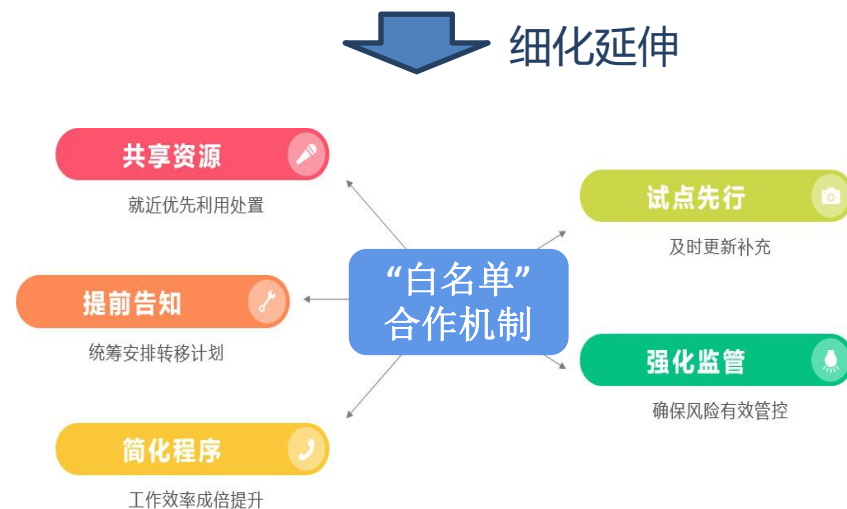 细化延伸
共享资源
就近优先利用处置
试点先行
及时更新补充
“白名单”
合作机制
提前告知
统筹安排转移计划
强化监管
确保风险有效管控
简化程序
工作效率成倍提升